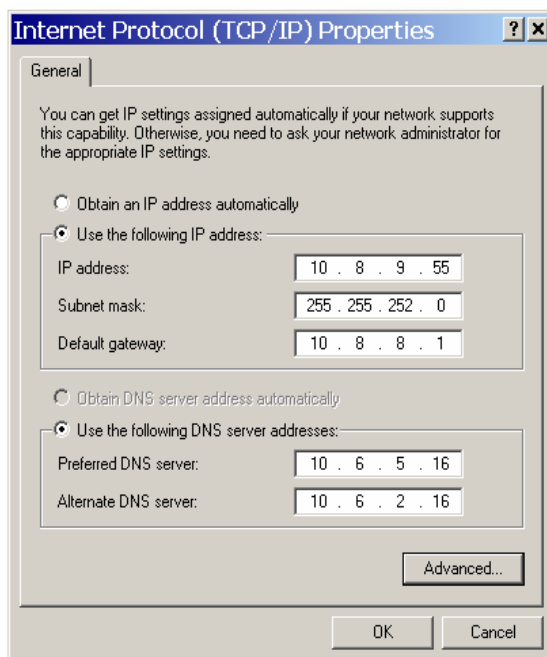 Internet Protocol (TCP/IP) Properties
General
You can get IP settings assigned automatically if your network supports
this capability. Otherwise, you need to ask your network administrator for
the appropriate IP settings.
Obtain an IP address automatically
Use the following IP address:
IP address: 10 . 8 . 9 . 55
Subnet mask: 255 . 255 . 252 . 0
Default gateway: 10 . 8 . 8 . 1
Obtain DNS server address automatically
Use the following DNS server addresses:
Preferred DNS server: 10 . 6 . 5 . 16
Alternate DNS server: 10 . 6 . 2 . 16
Advanced...
OK Cancel